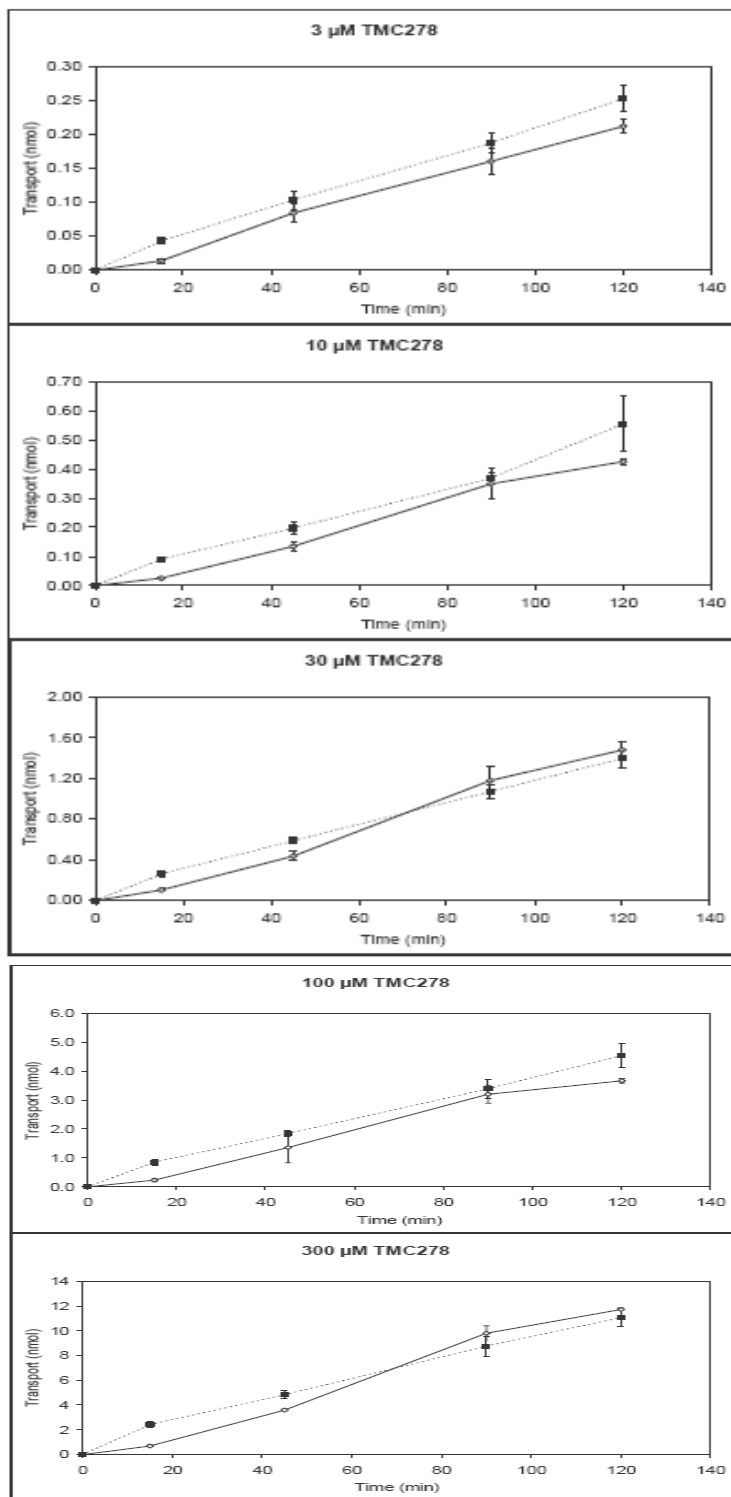 3 µM TMC278
0.30
0.25
0.20
0.15
0.10
0.05
0.00
Transport (nmol)
0 20 40 60 80 100 120 140
Time (min)
10 µM TMC278
0.70
0.60
0.50
0.40
0.30
0.20
0.10
0.00
Transport (nmol)
0 20 40 60 80 100 120 140
Time (min)
30 µM TMC278
2.00
1.60
1.20
0.80
0.40
0.00
Transport (nmol)
0 20 40 60 80 100 120 140
Time (min)
100 µM TMC278
6.0
5.0
4.0
3.0
2.0
1.0
0.0
Transport (nmol)
0 20 40 60 80 100 120 140
Time (min)
300 µM TMC278
14
12
10
8
6
4
2
0
Transport (nmol)
0 20 40 60 80 100 120 140
Time (min)